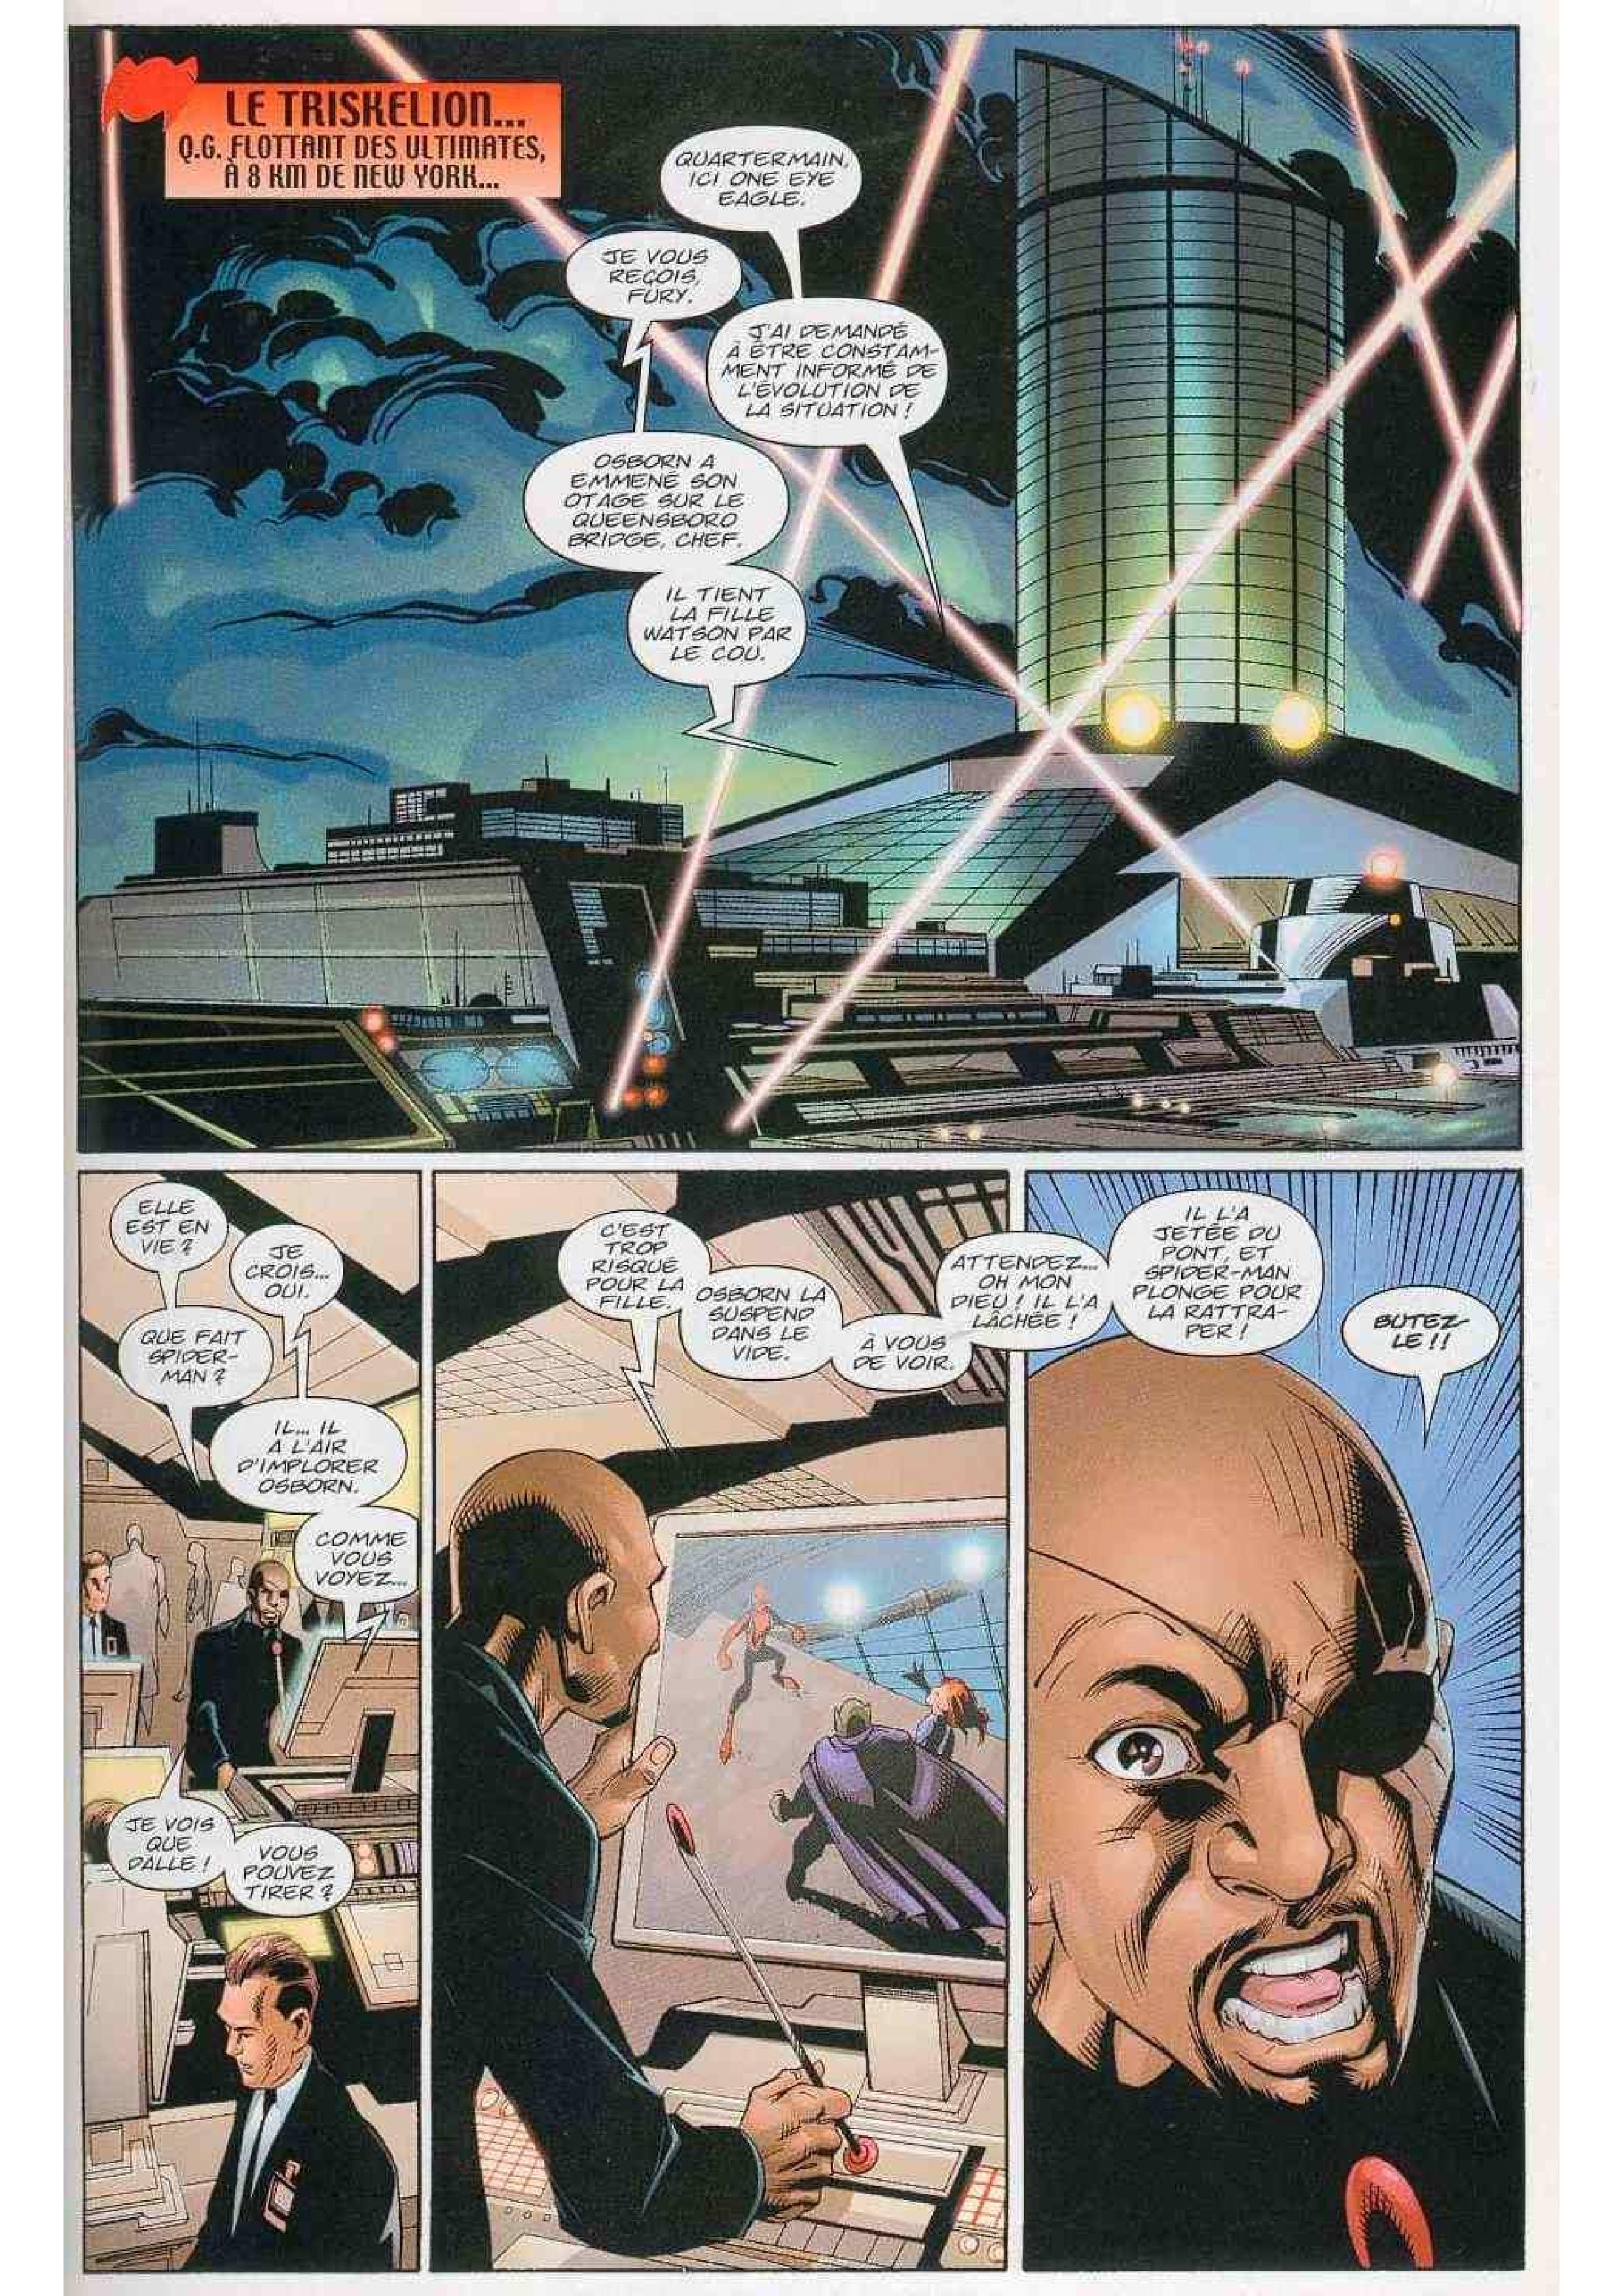 LE TRISKELION...
Q.G. FLOTTANT DES ULTIMATES,
À 8 KM DE NEW YORK...
QUARTERMAIN,
ICI ONE EYE
EAGLE.
JE VOUS
REÇOIS,
FURY.
J'AI DEMANDÉ
À ÊTRE CONSTAM-
MENT INFORMÉ DE
L'ÉVOLUTION DE
LA SITUATION !
OSBORN A
EMMENÉ SON
OTAGE SUR LE
QUEENSBORO
BRIDGE, CHEF.
IL TIENT
LA FILLE
WATSON PAR
LE COU.
ELLE
EST EN
VIE ?
JE
CROIS...
OUI.
QUE FAIT
SPIDER-
MAN ?
IL... IL
A L'AIR
D'IMPLORER
OSBORN.
COMME
VOUS
VOYEZ...
JE VOIS
QUE
DALLE !
VOUS
POUVEZ
TIRER ?
C'EST
TROP
RISQUÉ
POUR LA
FILLE.
OSBORN LA
SUSPEND
DANS LE
VIDE.
À VOUS
DE VOIR.
ATTENDEZ...
OH MON
DIEU ! IL L'A
LÂCHÉE !
IL L'A
JETÉE DU
PONT, ET
SPIDER-MAN
PLONGE POUR
LA RATTRA-
PER !
BUTEZ-
LE !!